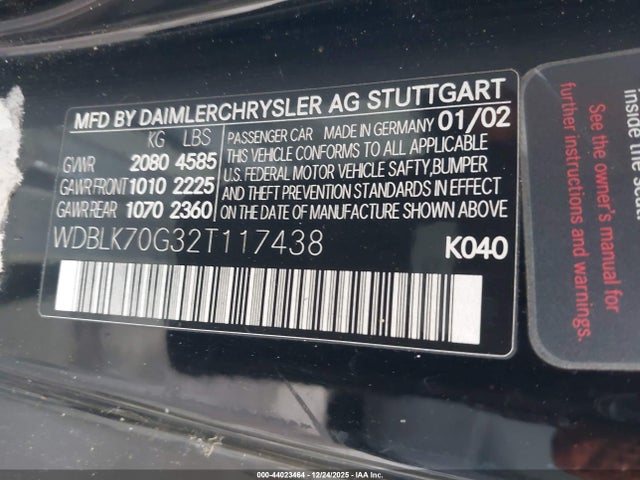 MFD BY DAIMLERCHRYSLER AG STUTTGART
KG LBS
GVWR 2080 4585
GAWR FRONT 1010 2225
GAWR REAR 1070 2360
PASSENGER CAR MADE IN GERMANY 01/02
THIS VEHICLE CONFORMS TO ALL APPLICABLE
U.S. FEDERAL MOTOR VEHICLE SAFTY,BUMPER
AND THEFT PREVENTION STANDARDS IN EFFECT
ON THE DATE OF MANUFACTURE SHOWN ABOVE
WDBLK70G32T117438
K040
inside the
See the owner's manual for
further instructions and warnings.
00-44023464 - 12/24/2025 - IAA Inc.